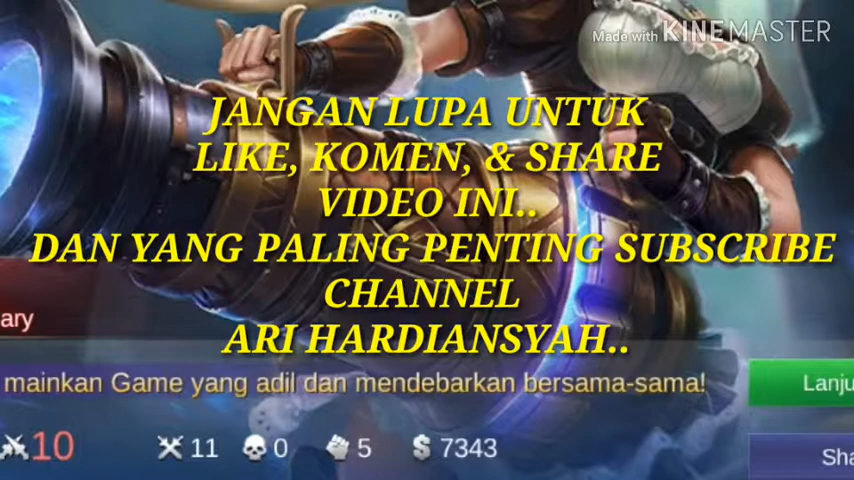 Made with KINEMASTER
JANGAN LUPA UNTUK
LIKE, KOMEN, & SHARE
VIDEO INI..
DAN YANG PALING PENTING SUBSCRIBE
CHANNEL
ARI HARDIANSYAH..
ary
mainkan Game yang adil dan mendebarkan bersama-sama!
Lanju
10 11 0 5 $ 7343
Sha